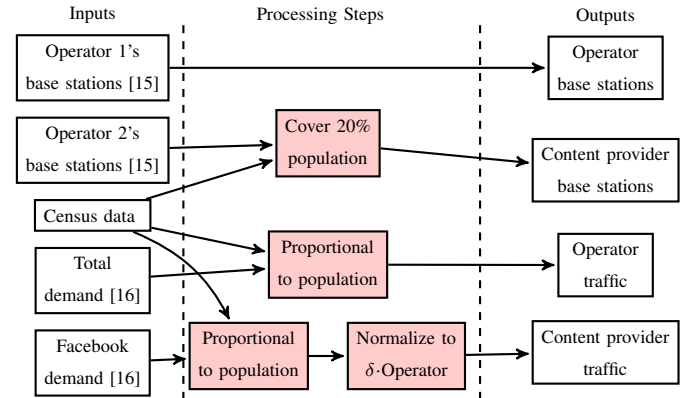 Inputs
Processing Steps
Outputs
Operator 1's
base stations [15]
Operator
base stations
Operator 2's
base stations [15]
Cover 20%
population
Content provider
base stations
Census data
Total
demand [16]
Proportional
to population
Operator
traffic
Facebook
demand [16]
Proportional
to population
Normalize to
δ·Operator
Content provider
traffic